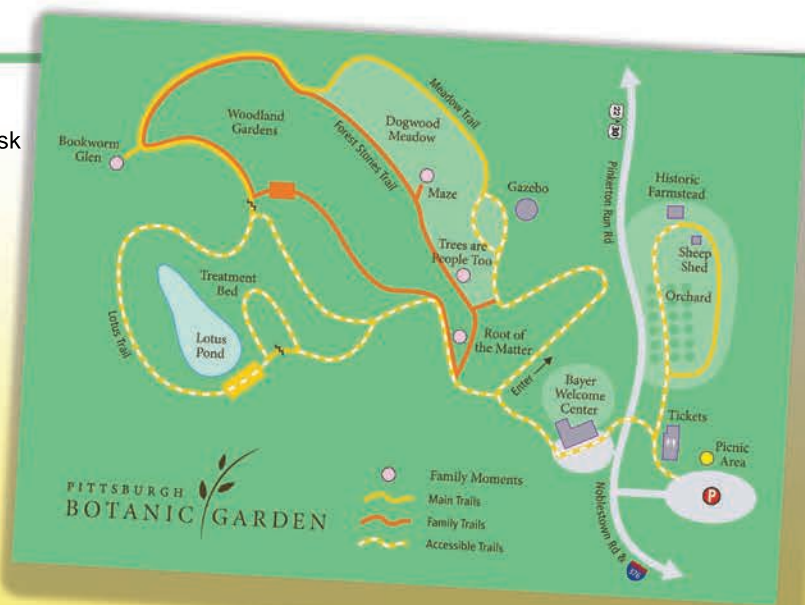 sk
Bookworm
Glen
Woodland
Gardens
Forest Stones Trail
Dogwood
Meadow
Meadow Trail
Maze
Gazebo
Trees are
People Too
22 30
Pinkerton Run Rd
Historic
Farmstead
Sheep
Shed
Orchard
Treatment
Bed
Lotus Trail
Lotus
Pond
Root of
the Matter
Enter
Bayer
Welcome
Center
Tickets
Picnic
Area
P
Noblestown Rd &
376
PITTSBURGH
BOTANIC GARDEN
Family Moments
Main Trails
Family Trails
Accessible Trails